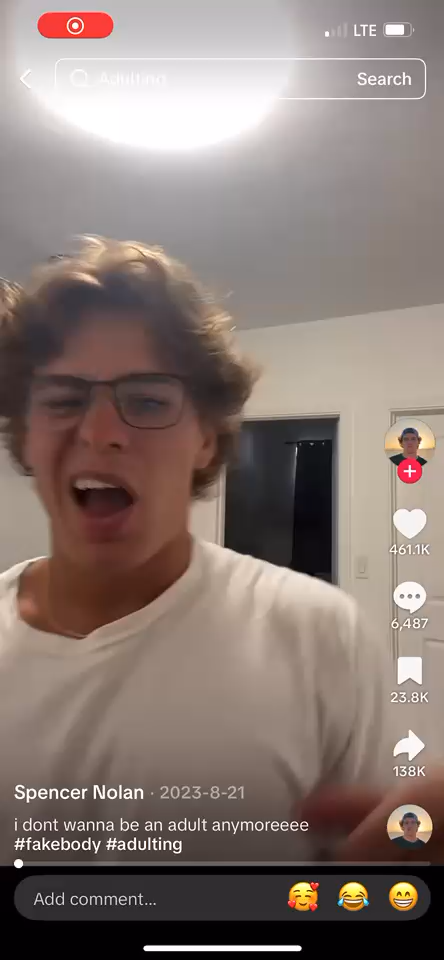 LTE
Adulting
Search
461.1K
6,487
23.8K
138K
Spencer Nolan · 2023-8-21
i dont wanna be an adult anymoreeee
#fakebody #adulting
Add comment...